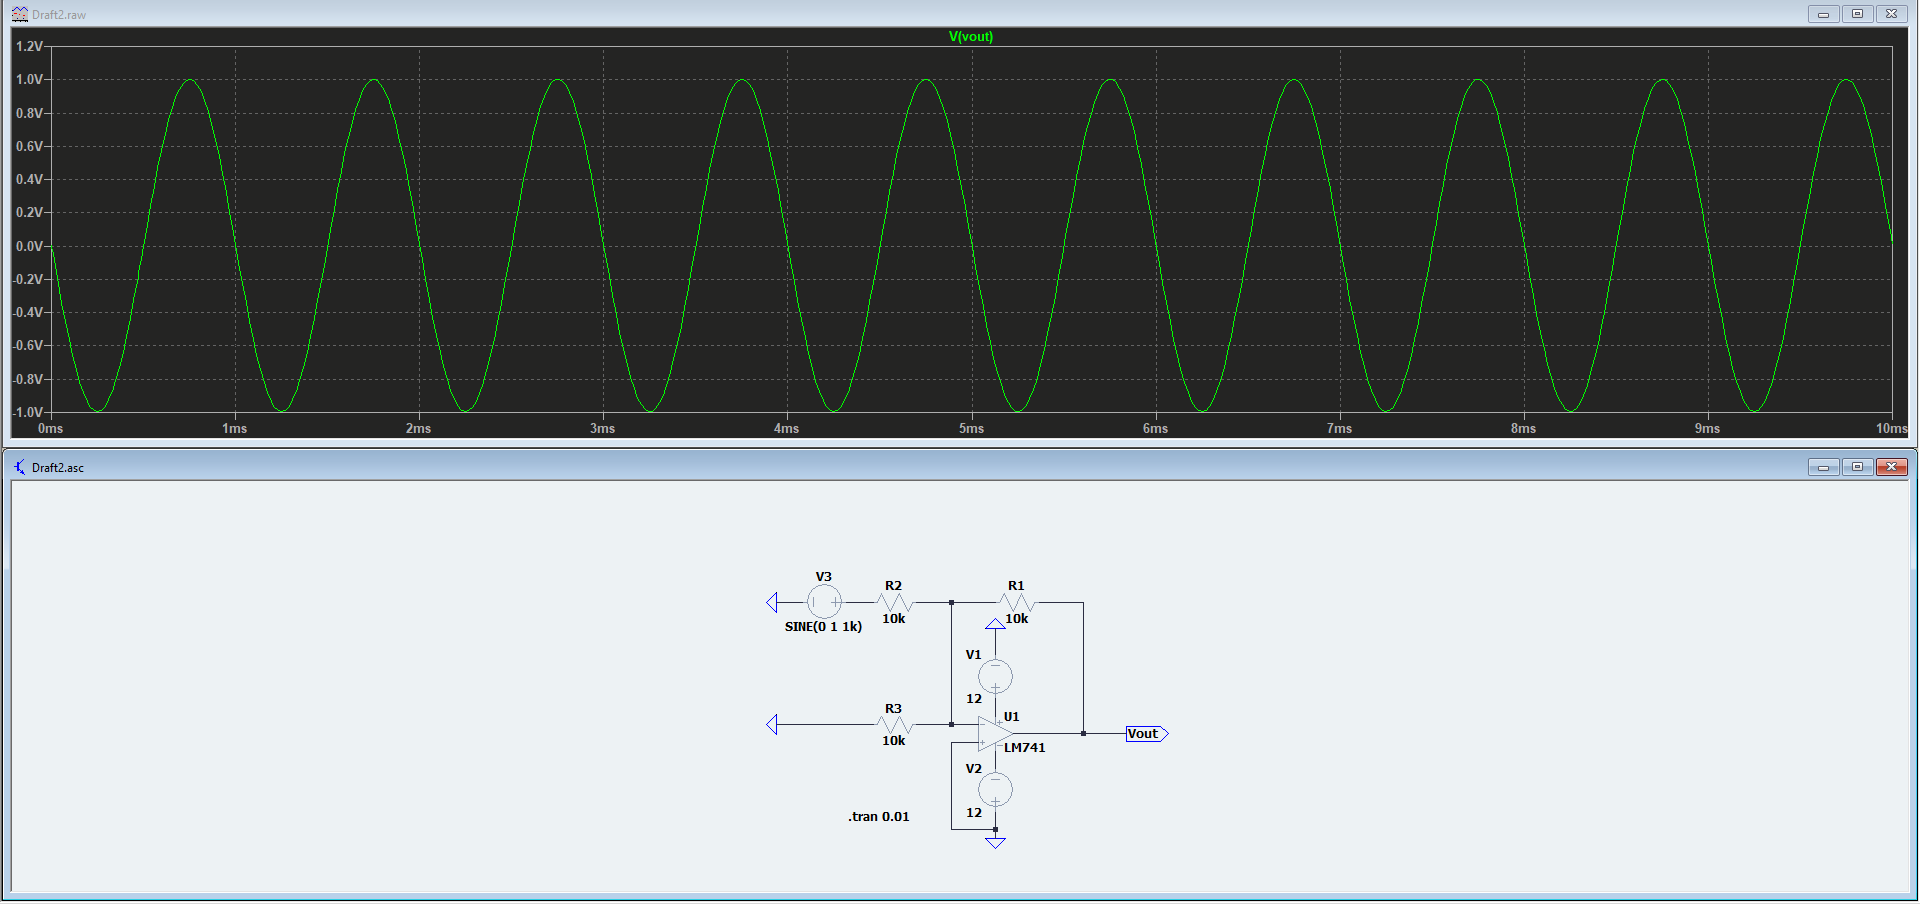 Draft2.raw
V(vout)
1.2V
1.0V
0.8V
0.6V
0.4V
0.2V
0.0V
-0.2V
-0.4V
-0.6V
-0.8V
-1.0V
0ms 1ms 2ms 3ms 4ms 5ms 6ms 7ms 8ms 9ms 10ms
Draft2.asc
V3
SINE(0 1 1k)
R2
10k
R1
10k
V1
12
R3
10k
U1
LM741
Vout
V2
12
.tran 0.01